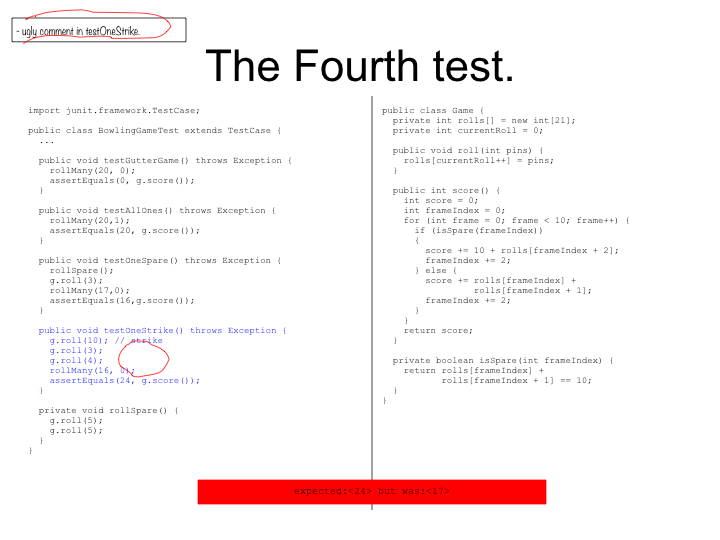 - ugly comment in testOneStrike.
The Fourth test.
import junit.framework.TestCase;
public class BowlingGameTest extends TestCase {
...
public void testGutterGame() throws Exception {
rollMany(20, 0);
assertEquals(0, g.score());
}
public void testAllOnes() throws Exception {
rollMany(20,1);
assertEquals(20, g.score());
}
public void testOneSpare() throws Exception {
rollSpare();
g.roll(3);
rollMany(17,0);
assertEquals(16,g.score());
}
public void testOneStrike() throws Exception {
g.roll(10); // strike
g.roll(3);
g.roll(4);
rollMany(16, 0);
assertEquals(24, g.score());
}
private void rollSpare() {
g.roll(5);
g.roll(5);
}
}
public class Game {
private int rolls[] = new int[21];
private int currentRoll = 0;
public void roll(int pins) {
rolls[currentRoll++] = pins;
}
public int score() {
int score = 0;
int frameIndex = 0;
for (int frame = 0; frame < 10; frame++) {
if (isSpare(frameIndex))
{
score += 10 + rolls[frameIndex + 2];
frameIndex += 2;
} else {
score += rolls[frameIndex] +
rolls[frameIndex + 1];
frameIndex += 2;
}
}
return score;
}
private boolean isSpare(int frameIndex) {
return rolls[frameIndex] +
rolls[frameIndex + 1] == 10;
}
}
expected:<24> but was:<17>